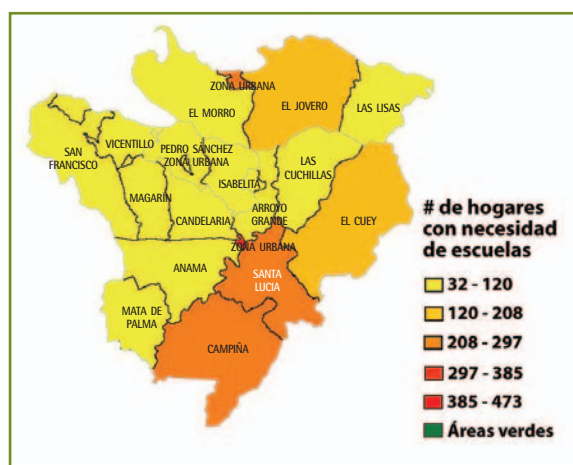 ZONA URBANA
EL MORRO
EL JOVERO
LAS LISAS
SAN
FRANCISCO
VICENTILLO
PEDRO SÁNCHEZ
ZONA URBANA
ISABELITA
LAS
CUCHILLAS
MAGARÍN
CANDELARIA
ARROYO
GRANDE
EL CUEY
ZONA URBANA
ANAMA
SANTA
LUCIA
MATA DE
PALMA
CAMPIÑA
# de hogares
con necesidad
de escuelas
32 - 120
120 - 208
208 - 297
297 - 385
385 - 473
Áreas verdes